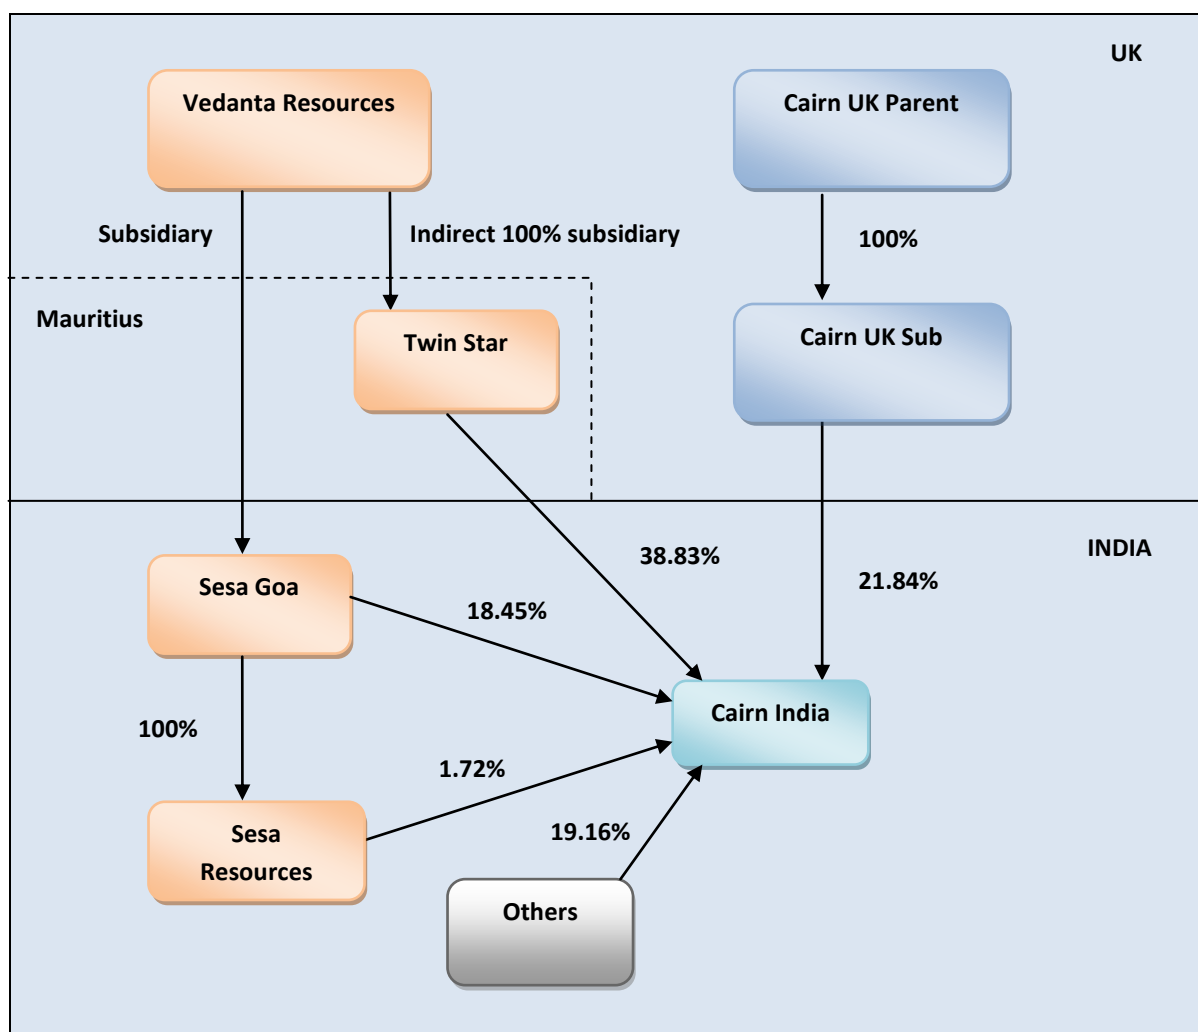 UK
Vedanta Resources
Cairn UK Parent
Subsidiary
Indirect 100% subsidiary
100%
Mauritius
Twin Star
Cairn UK Sub
INDIA
38.83%
21.84%
Sesa Goa
18.45%
Cairn India
100%
1.72%
Sesa
Resources
19.16%
Others